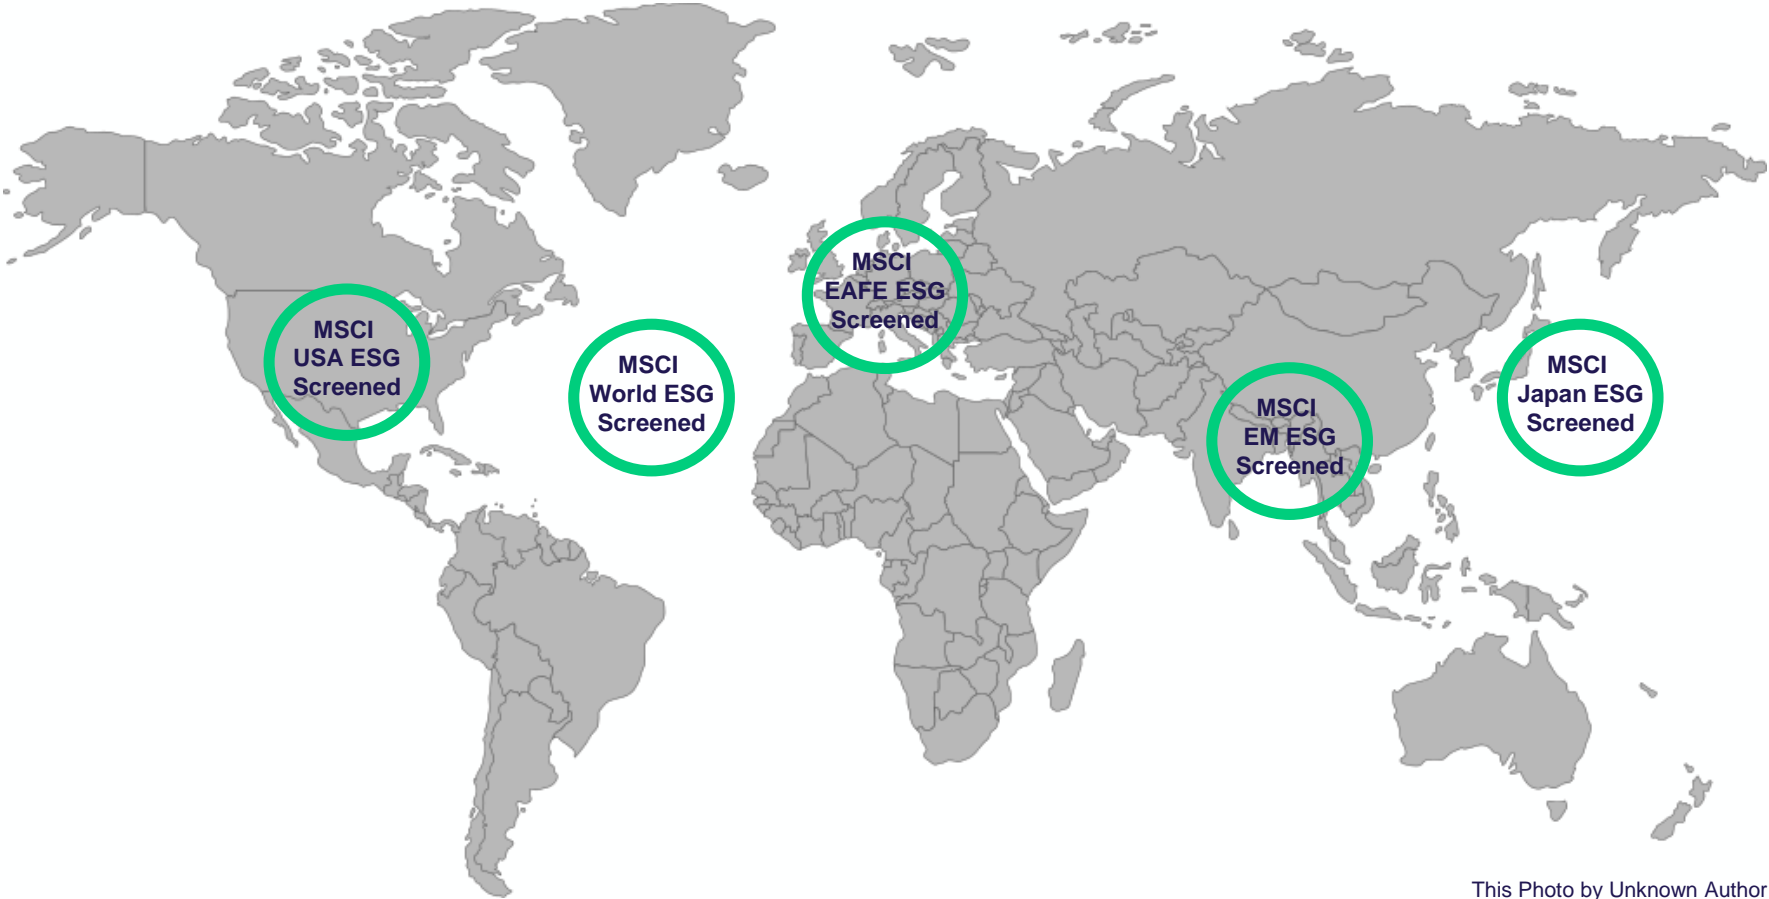 MSCI
USA ESG
Screened
MSCI
World ESG
Screened
MSCI
EAFE ESG
Screened
MSCI
EM ESG
Screened
MSCI
Japan ESG
Screened
This Photo by Unknown Author